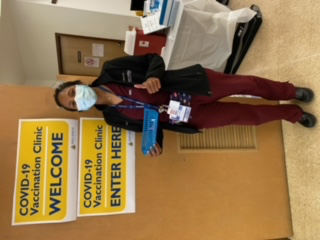 COVID-19
Vaccination Clinic
WELCOME
COVID-19
Vaccination Clinic
ENTER HERE